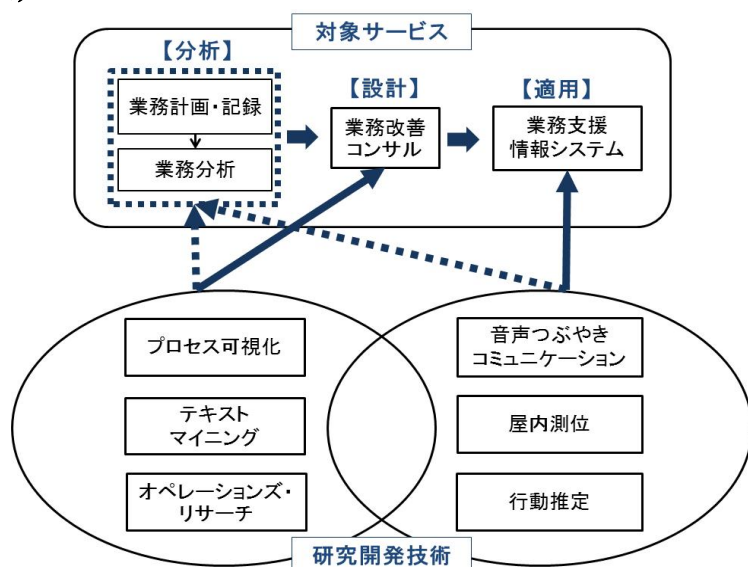 対象サービス
【分析】
業務計画・記録
業務分析
【設計】
業務改善
コンサル
【適用】
業務支援
情報システム
プロセス可視化
テキスト
マイニング
オペレーションズ・
リサーチ
音声つぶやき
コミュニケーション
屋内測位
行動推定
研究開発技術